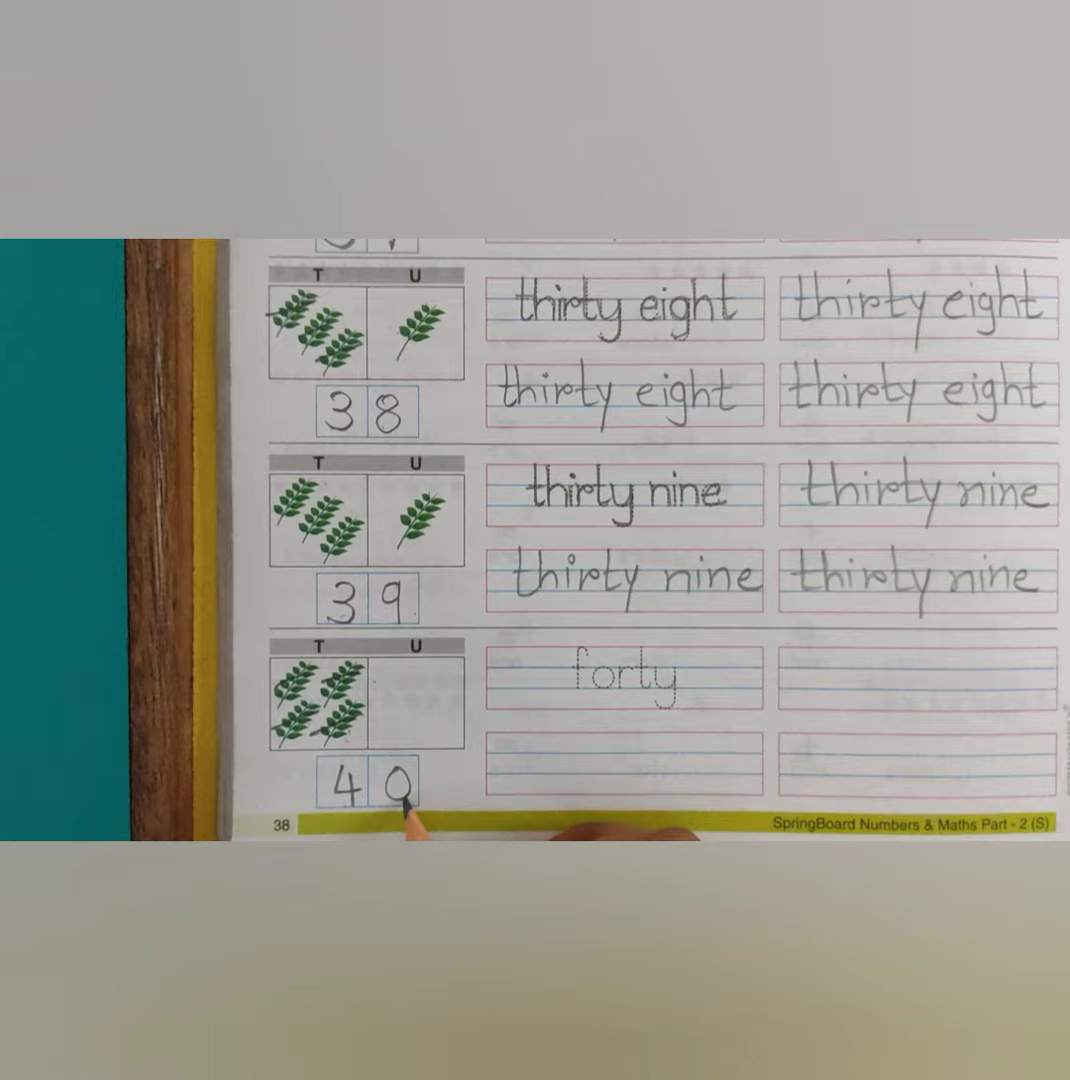 T U
thirty eight thirty eight
thirty eight thirty eight
3 8
T U
thirty nine thirty nine
thirty nine thirty nine
3 9
T U
forty
4 0
38 SpringBoard Numbers & Maths Part - 2 (S)